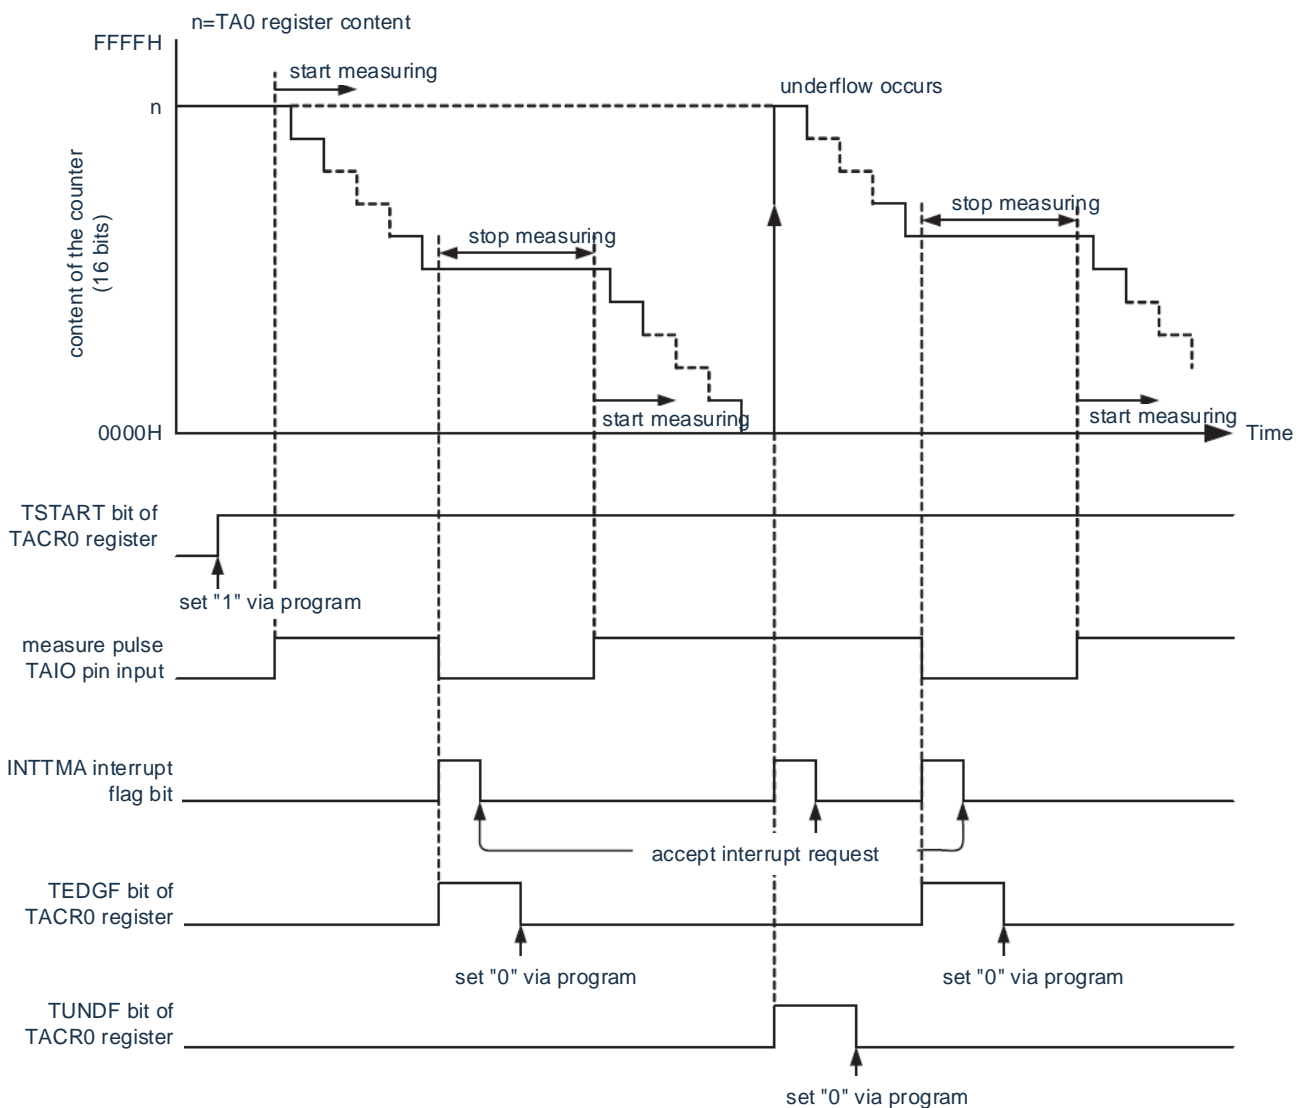 n=TA0 register content
FFFFH
start measuring
underflow occurs
n
content of the counter
(16 bits)
stop measuring
stop measuring
start measuring
start measuring
0000H
Time
TSTART bit of
TACR0 register
set "1" via program
measure pulse
TAIO pin input
INTTMA interrupt
flag bit
accept interrupt request
TEDGF bit of
TACR0 register
set "0" via program
set "0" via program
TUNDF bit of
TACR0 register
set "0" via program